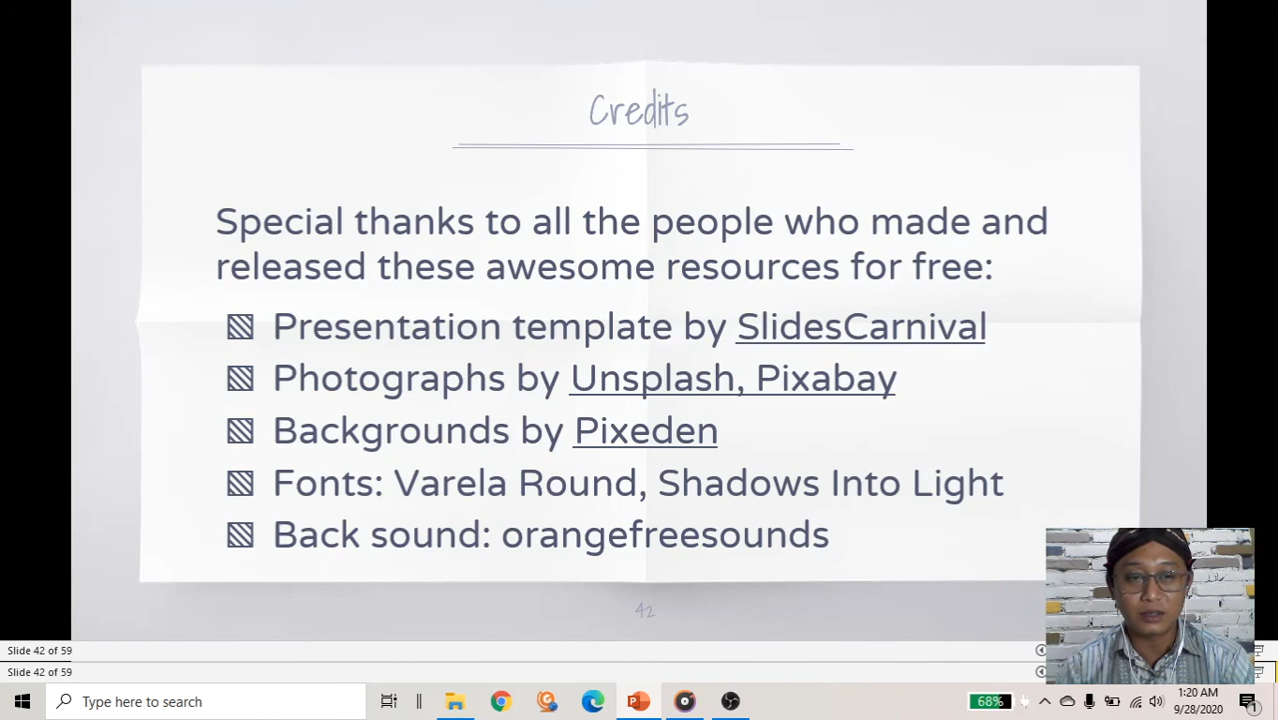 Credits
Special thanks to all the people who made and
released these awesome resources for free:
Presentation template by SlidesCarnival
Photographs by Unsplash, Pixabay
Backgrounds by Pixeden
Fonts: Varela Round, Shadows Into Light
Back sound: orangefreesounds
42
Slide 42 of 59
Slide 42 of 59
Type here to search
68%
1:20 AM
9/28/2020
1